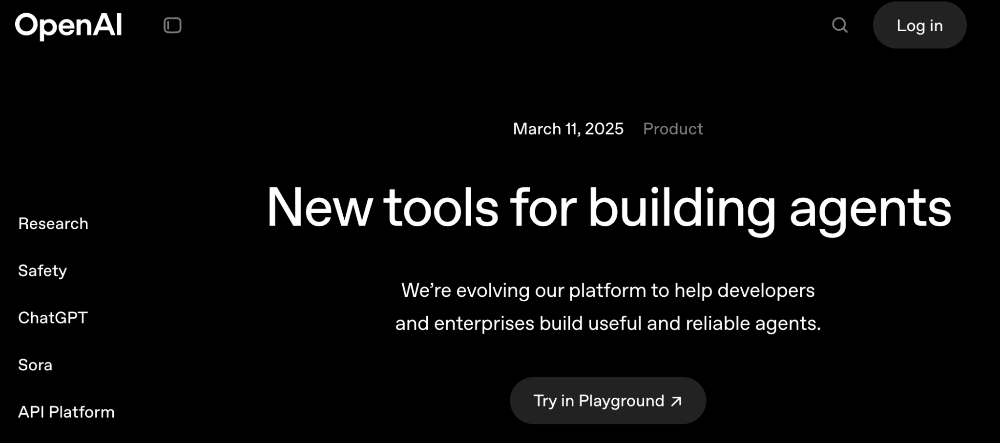 OpenAI
Log in
March 11, 2025 Product
New tools for building agents
We’re evolving our platform to help developers
and enterprises build useful and reliable agents.
Try in Playground ↗
Research
Safety
ChatGPT
Sora
API Platform